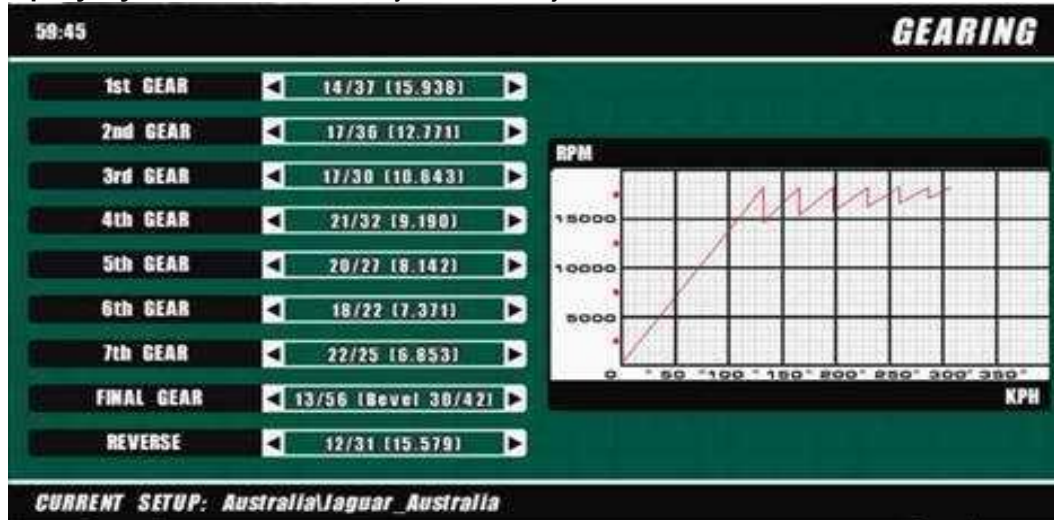 59:45
GEARING
1st GEAR 14/37 (15.938)
2nd GEAR 17/36 (12.771)
3rd GEAR 17/30 (10.643)
4th GEAR 21/32 (9.190)
5th GEAR 20/27 (8.142)
6th GEAR 18/22 (7.371)
7th GEAR 22/25 (6.853)
FINAL GEAR 13/56 (Bevel 30/42)
REVERSE 12/31 (15.579)
RPM
15000
10000
5000
0 50 100 150 200 250 300 350
KPH
CURRENT SETUP: Australia\Jaguar_Australia